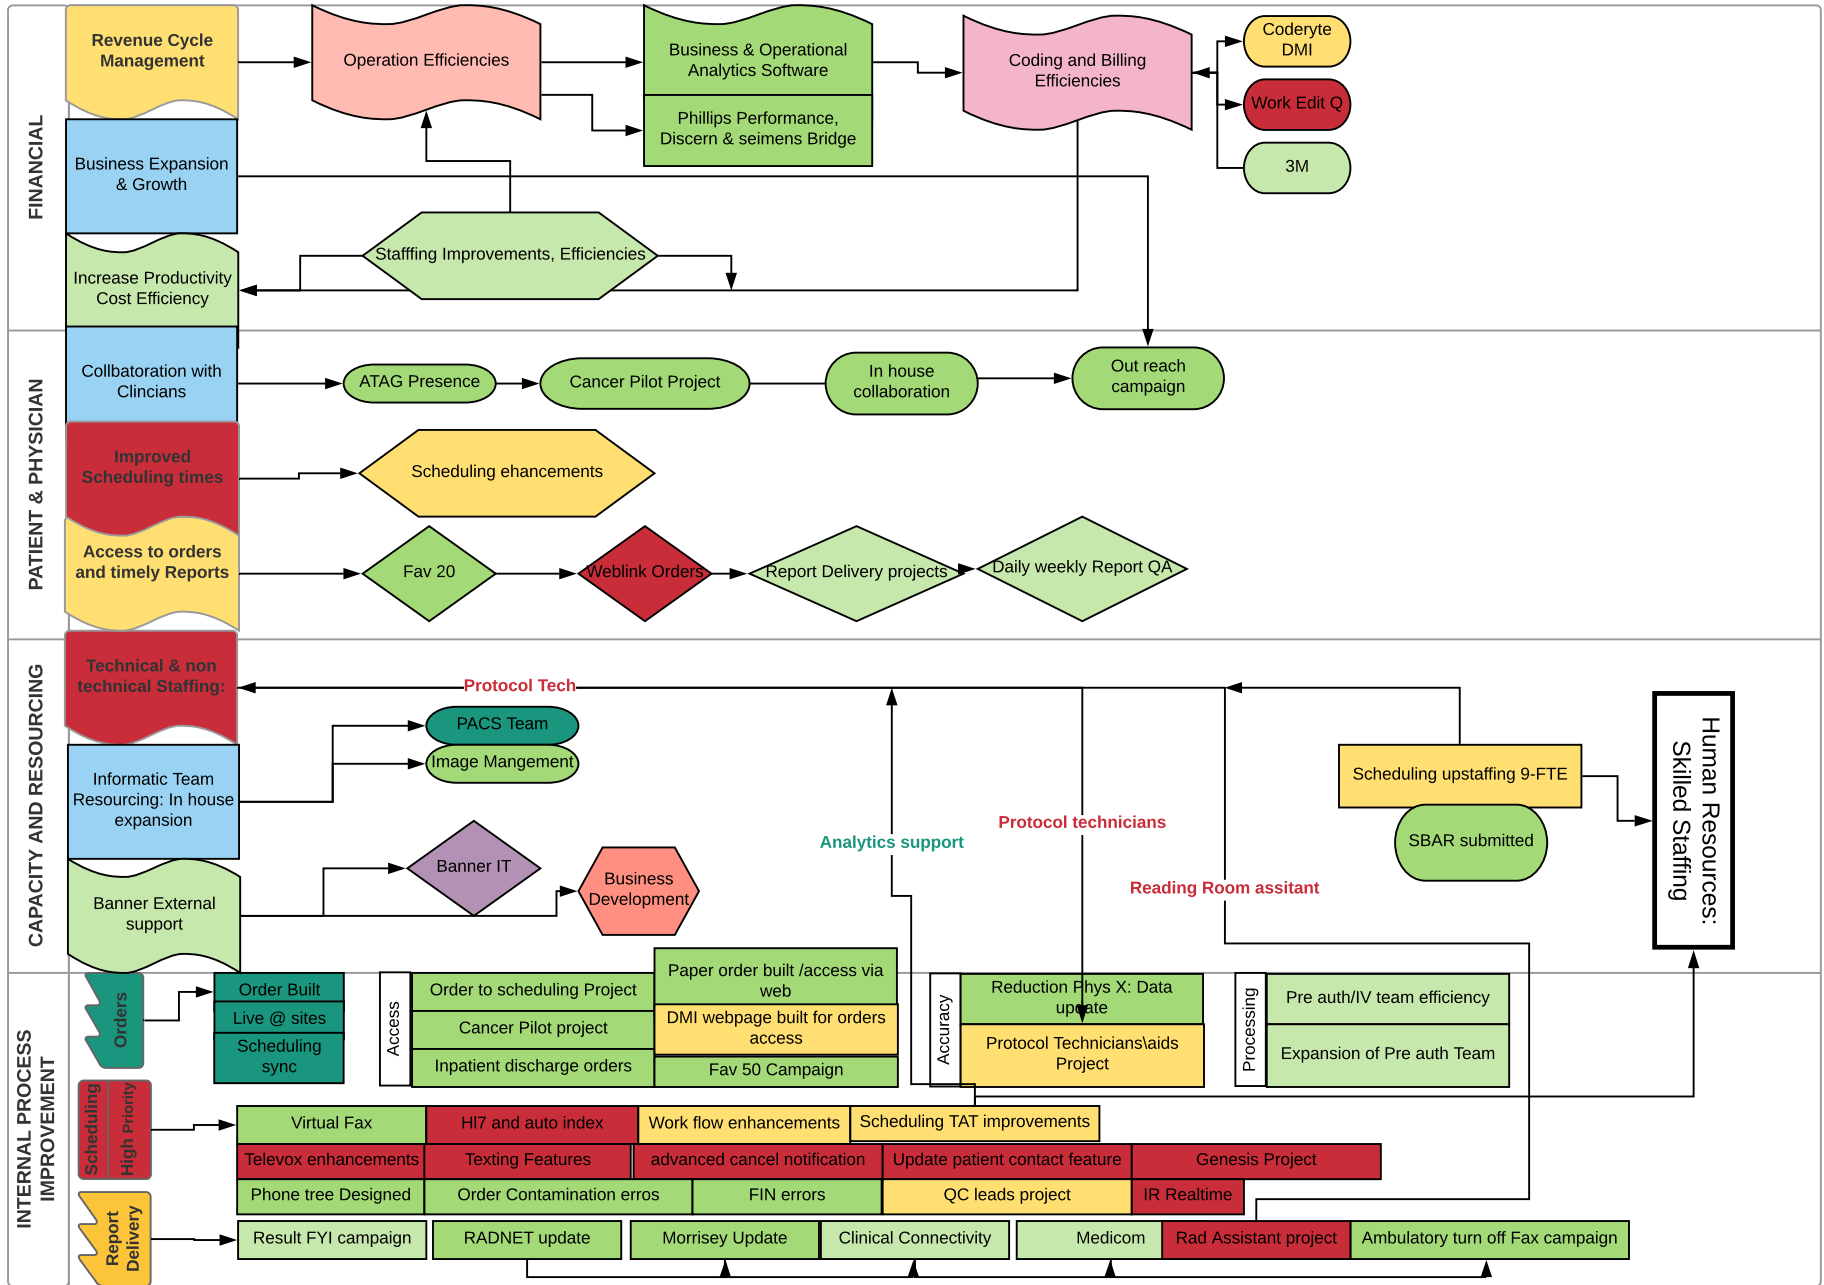 FINANCIAL
Revenue Cycle
Management
Operation Efficiencies
Business & Operational
Analytics Software
Phillips Performance,
Discern & seimens Bridge
Coding and Billing
Efficiencies
Coderyte
DMI
Work Edit Q
3M
Business Expansion
& Growth
Stafffing Improvements, Efficiencies
Increase Productivity
Cost Efficiency
PATIENT & PHYSICIAN
Collbatoration with
Clincians
ATAG Presence
Cancer Pilot Project
In house
collaboration
Out reach
campaign
Improved
Scheduling times
Scheduling ehancements
Access to orders
and timely Reports
Fav 20
Weblink Orders
Report Delivery projects
Daily weekly Report QA
CAPACITY AND RESOURCING
Technical & non
technical Staffing:
Protocol Tech
PACS Team
Image Mangement
Informatic Team
Resourcing: In house
expansion
Banner External
support
Banner IT
Business
Development
Analytics support
Protocol technicians
Reading Room assitant
Scheduling upstaffing 9-FTE
SBAR submitted
Human Resources:
Skilled Staffing
INTERNAL PROCESS
IMPROVEMENT
Orders
Order Built
Live @ sites
Scheduling
sync
Access
Order to scheduling Project
Cancer Pilot project
Inpatient discharge orders
Paper order built /access via
web
DMI webpage built for orders
access
Fav 50 Campaign
Accuracy
Reduction Phys X: Data
update
Protocol Technicians\aids
Project
Processing
Pre auth/IV team efficiency
Expansion of Pre auth Team
Scheduling
High Priority
Virtual Fax
Hl7 and auto index
Work flow enhancements
Scheduling TAT improvements
Televox enhancements
Texting Features
advanced cancel notification
Update patient contact feature
Genesis Project
Phone tree Designed
Order Contamination erros
FIN errors
QC leads project
IR Realtime
Report
Delivery
Result FYI campaign
RADNET update
Morrisey Update
Clinical Connectivity
Medicom
Rad Assistant project
Ambulatory turn off Fax campaign